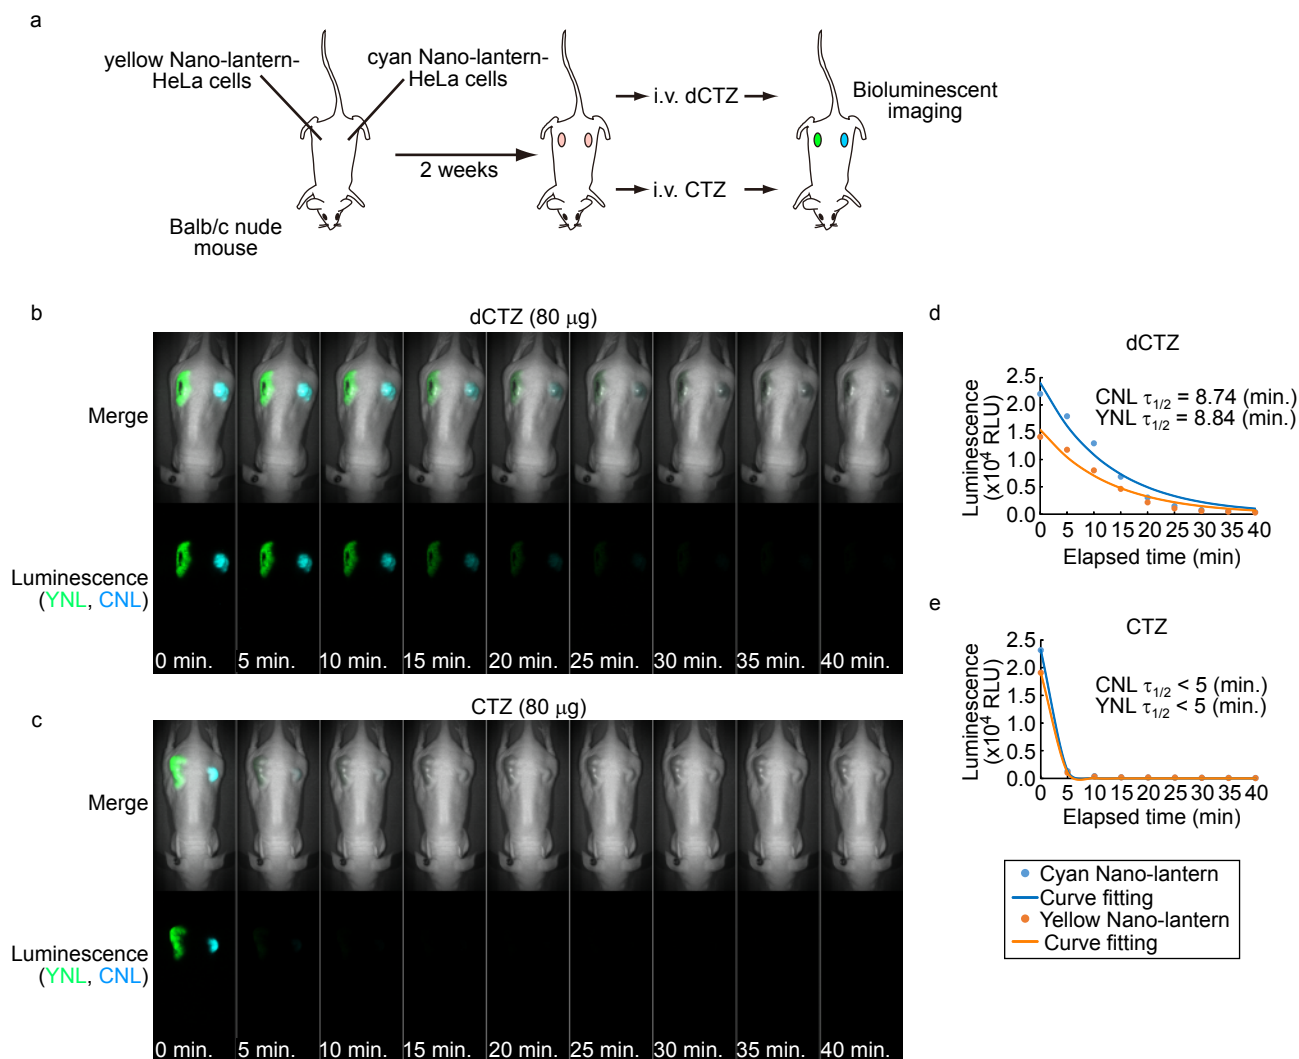 a
yellow Nano-lantern-
HeLa cells
cyan Nano-lantern-
HeLa cells
Balb/c nude
mouse
2 weeks
i.v. dCTZ
i.v. CTZ
Bioluminescent
imaging
b
dCTZ (80 μg)
Merge
Luminescence
(YNL, CNL)
0 min. 5 min. 10 min. 15 min. 20 min. 25 min. 30 min. 35 min. 40 min.
c
CTZ (80 μg)
Merge
Luminescence
(YNL, CNL)
0 min. 5 min. 10 min. 15 min. 20 min. 25 min. 30 min. 35 min. 40 min.
d
dCTZ
CNL τ1/2 = 8.74 (min.)
YNL τ1/2 = 8.84 (min.)
Luminescence
(x10⁴ RLU)
2.5
2.0
1.5
1.0
0.5
0.0
0 5 10 15 20 25 30 35 40
Elapsed time (min)
e
CTZ
CNL τ1/2 < 5 (min.)
YNL τ1/2 < 5 (min.)
Luminescence
(x10⁴ RLU)
2.5
2.0
1.5
1.0
0.5
0.0
0 5 10 15 20 25 30 35 40
Elapsed time (min)
Cyan Nano-lantern
Curve fitting
Yellow Nano-lantern
Curve fitting